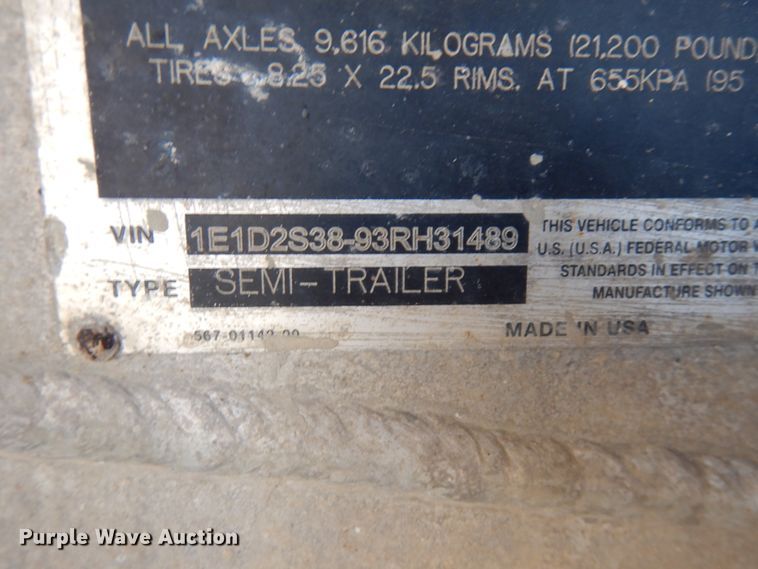 ALL AXLES 9,616 KILOGRAMS (21,200 POUND
TIRES 8.25 X 22.5 RIMS. AT 655KPA (95
VIN 1E1D2S38-93RH31489
TYPE SEMI-TRAILER
THIS VEHICLE CONFORMS TO A
U.S. (U.S.A.) FEDERAL MOTOR V
STANDARDS IN EFFECT ON T
MANUFACTURE SHOWN
MADE IN USA
Purple Wave Auction